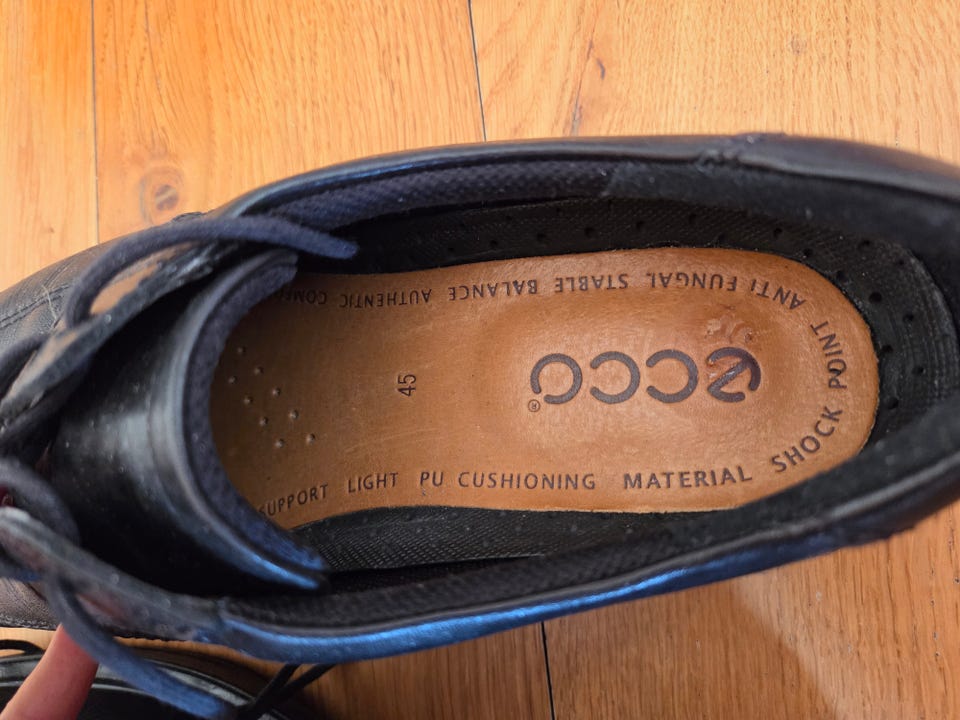 ecco®
45
SUPPORT LIGHT PU CUSHIONING MATERIAL SHOCK POINT ANTI FUNGAL STABLE BALANCE AUTHENTIC